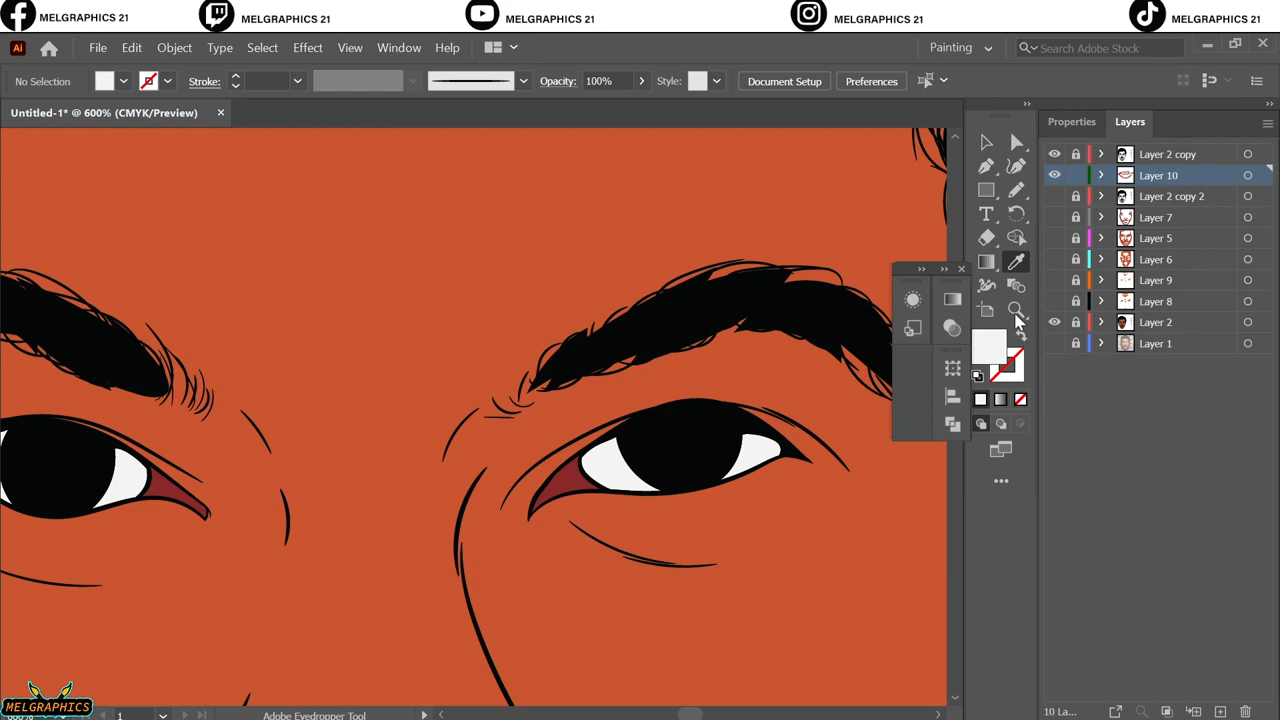 MELGRAPHICS 21
MELGRAPHICS 21
MELGRAPHICS 21
MELGRAPHICS 21
MELGRAPHICS 21
Ai
File Edit Object Type Select Effect View Window Help
Painting
Search Adobe Stock
No Selection
Stroke:
Opacity: 100%
Style:
Document Setup
Preferences
Untitled-1* @ 600% (CMYK/Preview)
Properties
Layers
Layer 2 copy
Layer 10
Layer 2 copy 2
Layer 7
Layer 5
Layer 6
Layer 9
Layer 8
Layer 2
Layer 1
MELGRAPHICS
1
Adobe Eyedropper Tool
10 La...